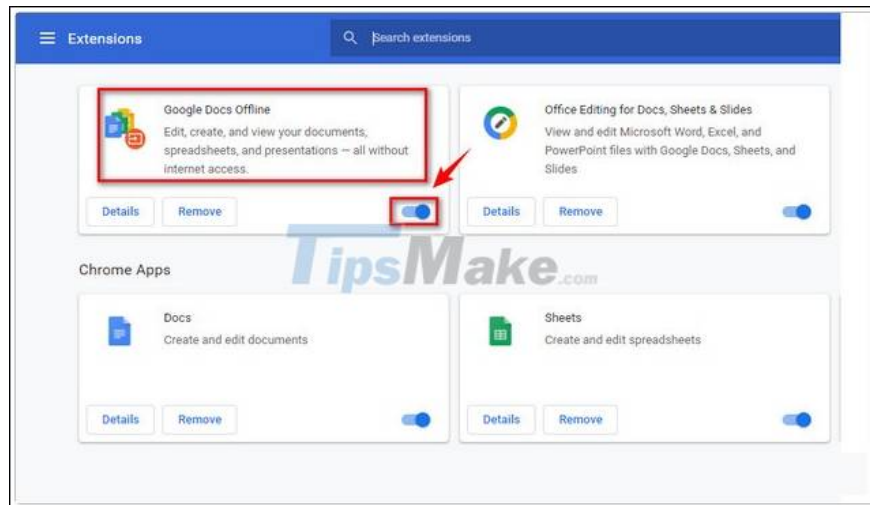 Extensions
Search extensions
Google Docs Offline
Edit, create, and view your documents,
spreadsheets, and presentations — all without
internet access.
Details Remove
Office Editing for Docs, Sheets & Slides
View and edit Microsoft Word, Excel, and
PowerPoint files with Google Docs, Sheets, and
Slides
Details Remove
TipsMake.com
Chrome Apps
Docs
Create and edit documents
Details Remove
Sheets
Create and edit spreadsheets
Details Remove